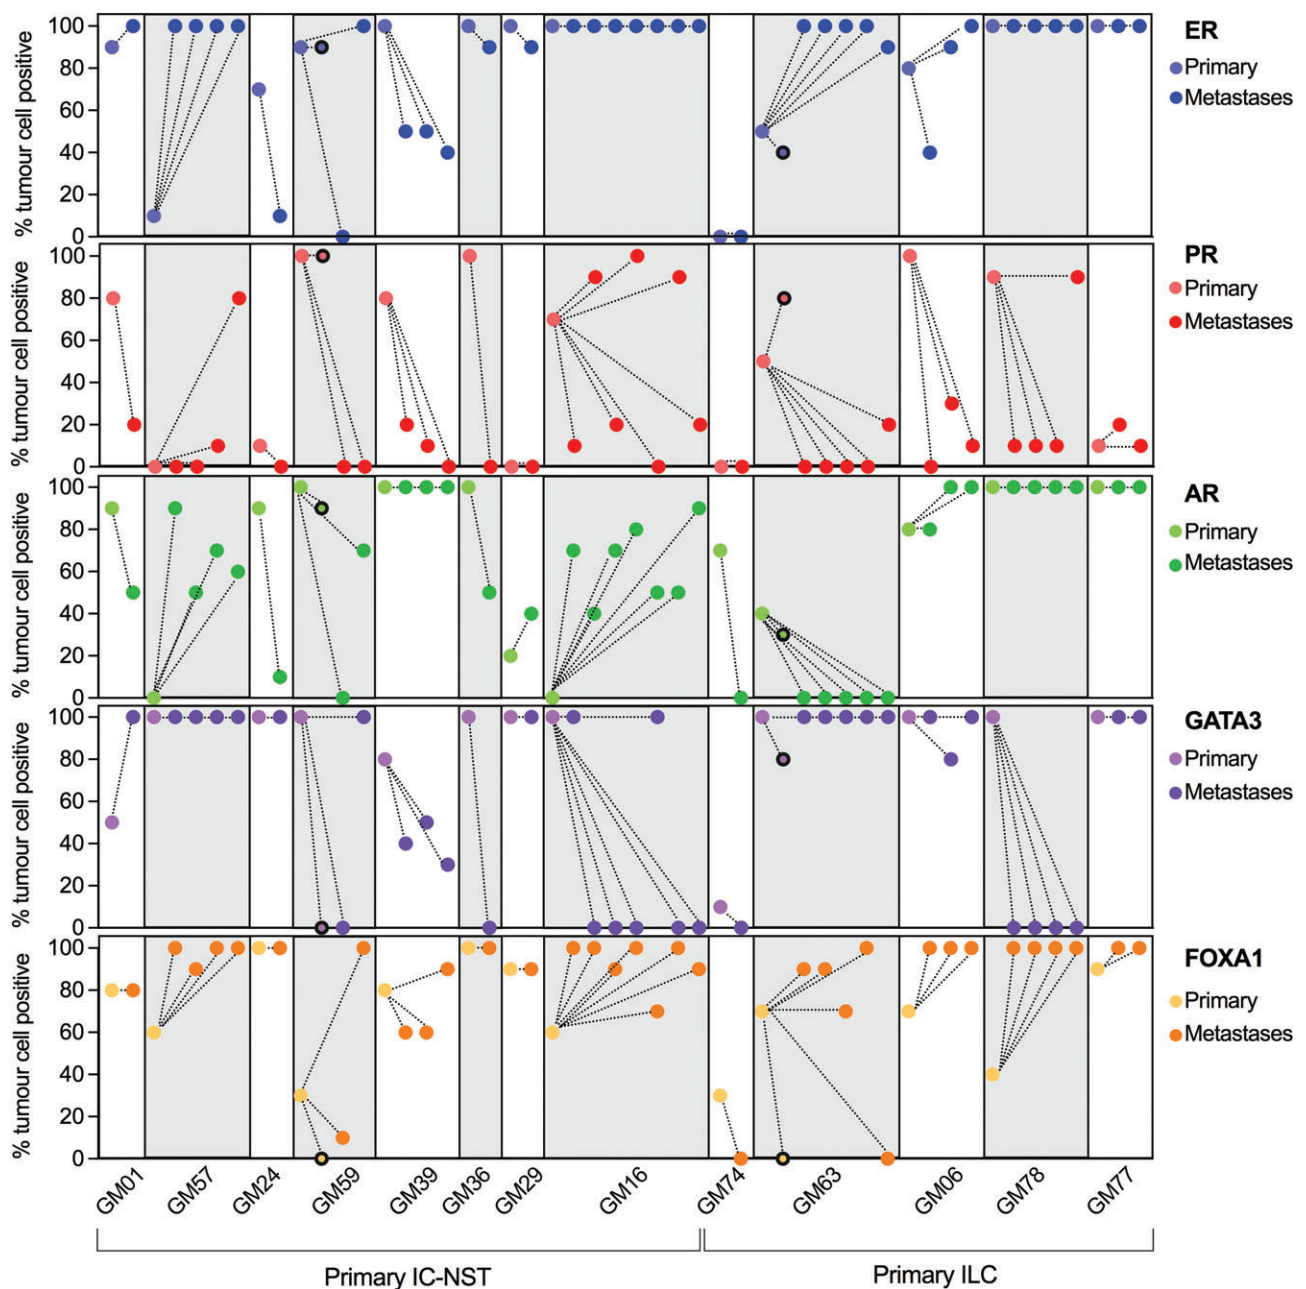 % tumour cell positive
100
80
60
40
20
0
ER
Primary
Metastases
% tumour cell positive
100
80
60
40
20
0
PR
Primary
Metastases
% tumour cell positive
100
80
60
40
20
0
AR
Primary
Metastases
% tumour cell positive
100
80
60
40
20
0
GATA3
Primary
Metastases
% tumour cell positive
100
80
60
40
20
0
FOXA1
Primary
Metastases
GM01 GM57 GM24 GM59 GM39 GM36 GM29 GM16 GM74 GM63 GM06 GM78 GM77
Primary IC-NST Primary ILC